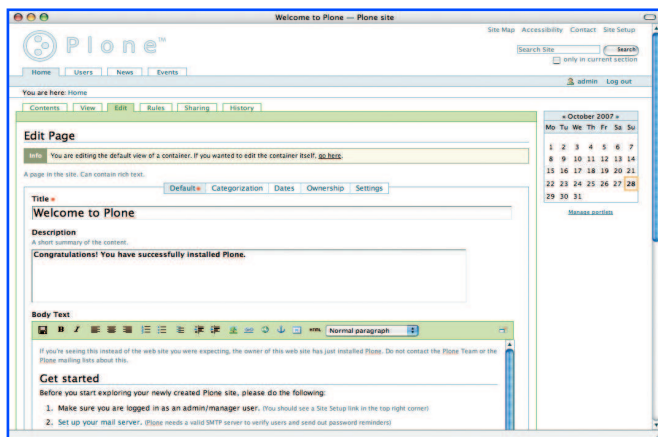 Welcome to Plone — Plone site
Site Map Accessibility Contact Site Setup
Plone™
Search Site Search
only in current section
Home Users News Events
admin Log out
You are here: Home
Contents View Edit Rules Sharing History
« October 2007 »
Mo Tu We Th Fr Sa Su
1 2 3 4 5 6 7
8 9 10 11 12 13 14
15 16 17 18 19 20 21
22 23 24 25 26 27 28
29 30 31
Manage portlets
Edit Page
Info You are editing the default view of a container. If you wanted to edit the container itself, go here.
A page in the site. Can contain rich text.
Default Categorization Dates Ownership Settings
Title
Welcome to Plone
Description
A short summary of the content.
Congratulations! You have successfully installed Plone.
Body Text
B I HTML Normal paragraph
If you're seeing this instead of the web site you were expecting, the owner of this web site has just installed Plone. Do not contact the Plone Team or the
Plone mailing lists about this.
Get started
Before you start exploring your newly created Plone site, please do the following:
1. Make sure you are logged in as an admin/manager user. (You should see a Site Setup link in the top right corner)
2. Set up your mail server. (Plone needs a valid SMTP server to verify users and send out password reminders)